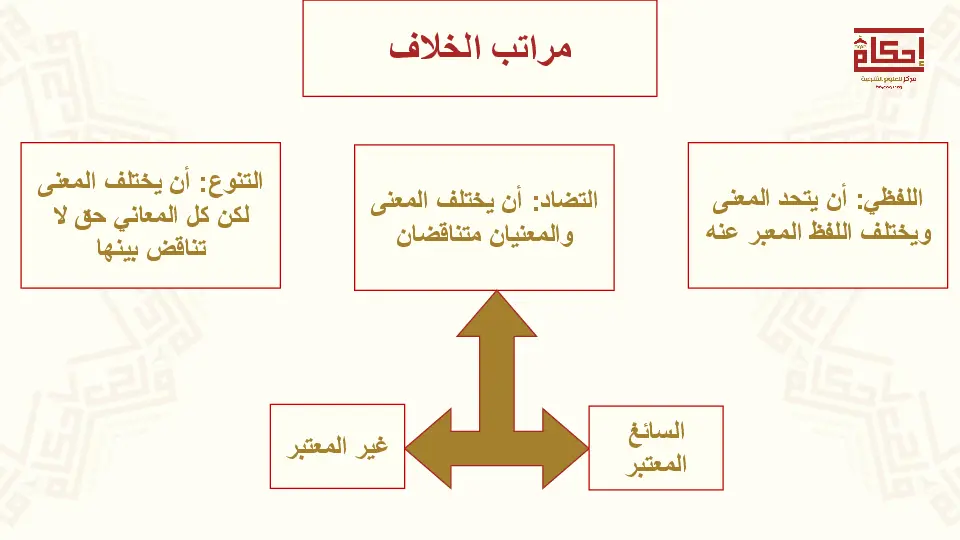 مراتب الخلاف
إحكام
مركز للعلوم الشرعية
اللفظي: أن يتحد المعنى
ويختلف اللفظ المعبر عنه
التضاد: أن يختلف المعنى
والمعنيان متناقضان
التنوع: أن يختلف المعنى
لكن كل المعاني حق لا
تناقض بينها
السائغ
المعتبر
غير المعتبر